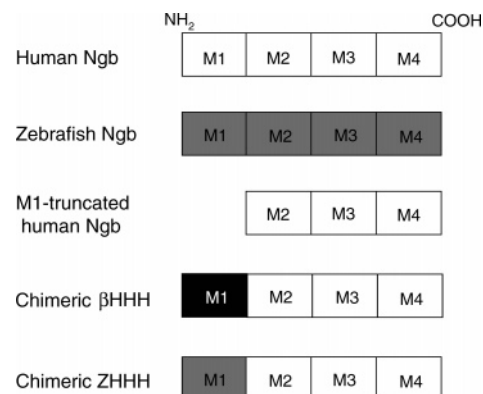 NH2 COOH
Human Ngb M1 M2 M3 M4
Zebrafish Ngb M1 M2 M3 M4
M1-truncated
human Ngb M2 M3 M4
Chimeric βHHH M1 M2 M3 M4
Chimeric ZHHH M1 M2 M3 M4